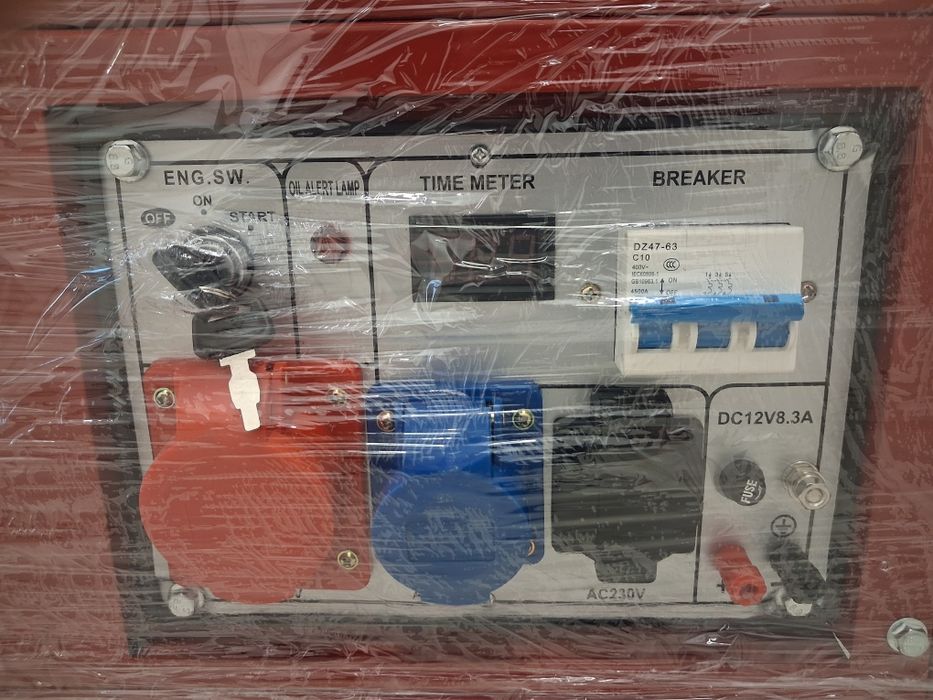 ENG.SW.
ON
OFF
START
OIL ALERT LAMP
TIME METER
BREAKER
DZ47-63
C10
400V~
CCC
ON
OFF
DC12V8.3A
FUSE
+
-
AC230V